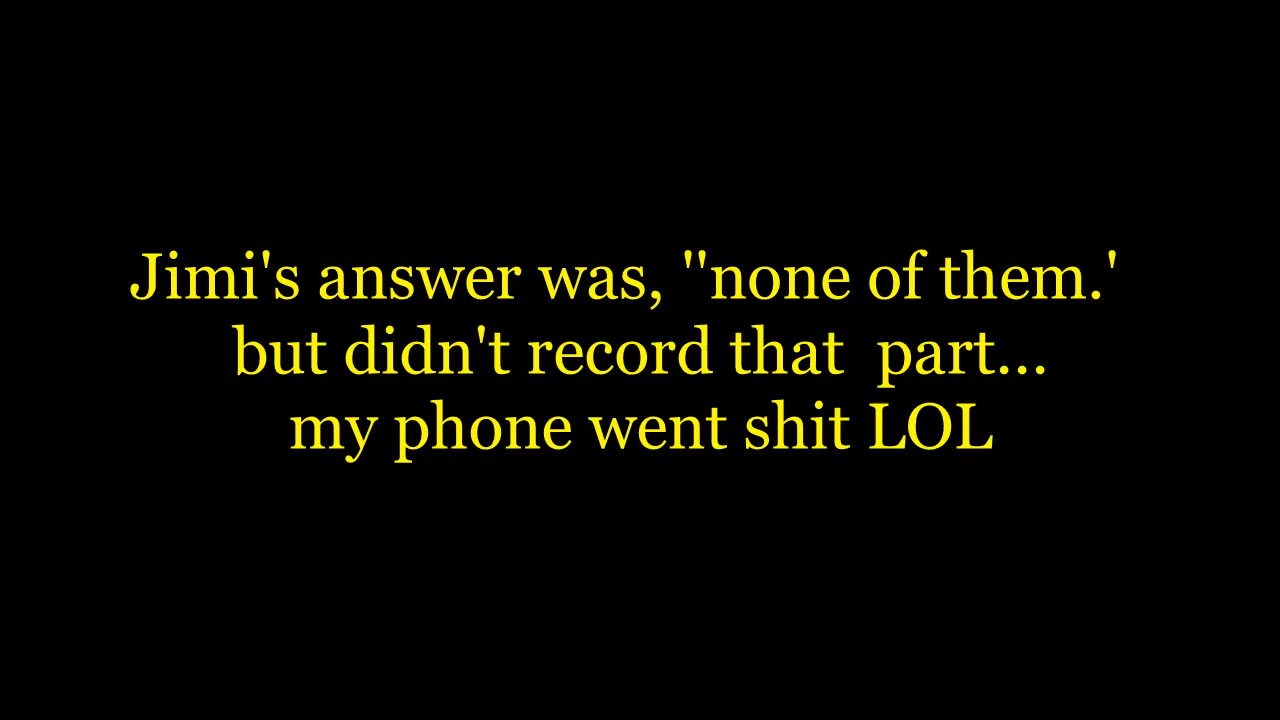 Jimi's answer was, "none of them.'
but didn't record that  part...
my phone went shit LOL